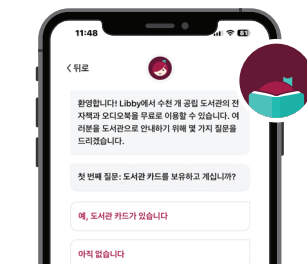 11:48
뒤로
환영합니다! Libby에서 수천 개 공립 도서관의 전
자책과 오디오북을 무료로 이용할 수 있습니다. 여
러분을 도서관으로 안내하기 위해 몇 가지 질문을
드리겠습니다.
첫 번째 질문: 도서관 카드를 보유하고 계십니까?
예, 도서관 카드가 있습니다
아직 없습니다